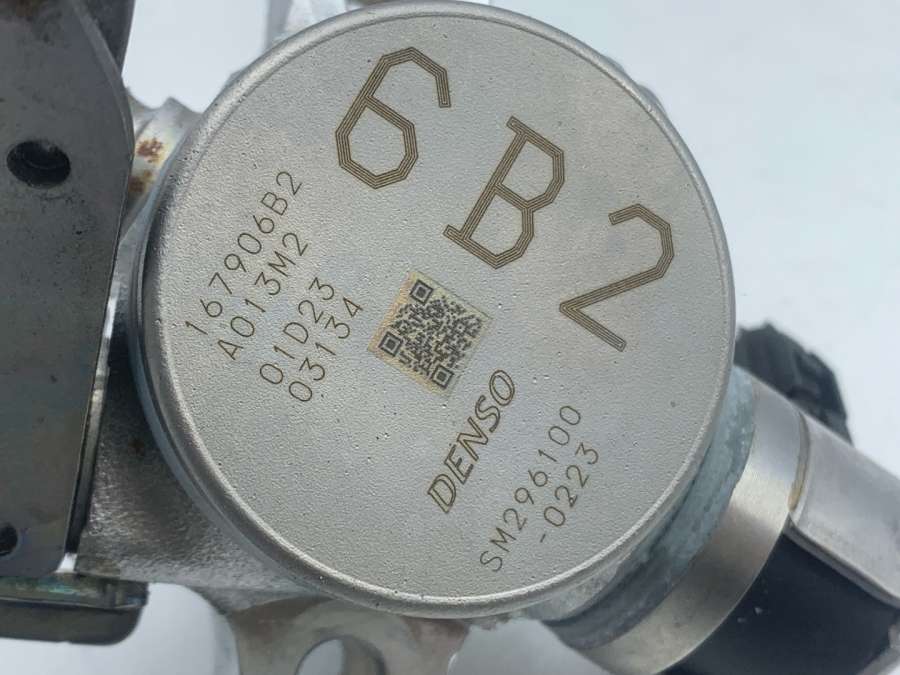 6B2
167906B2
A013M2
01D23
03134
DENSO
SM296100
-0223